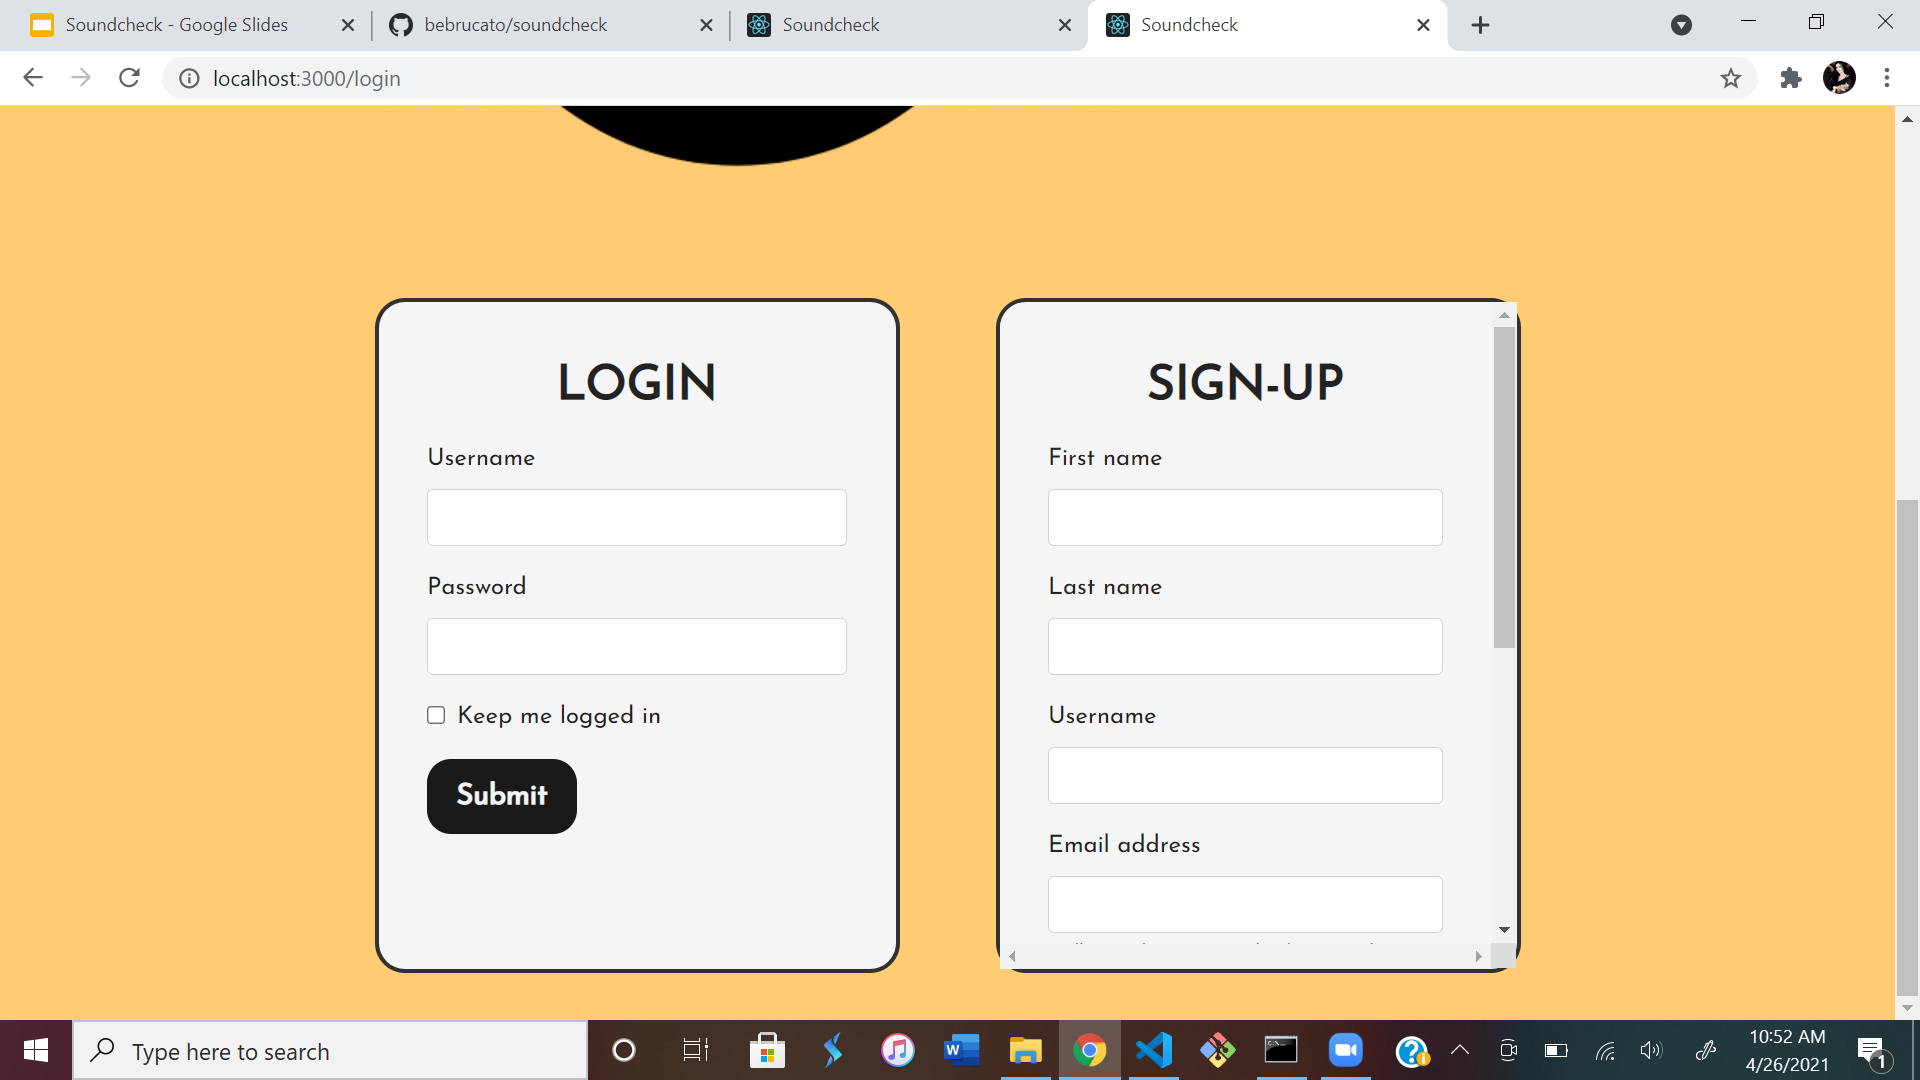 Soundcheck - Google Slides
bebrucato/soundcheck
Soundcheck
Soundcheck
localhost:3000/login
LOGIN
Username
Password
Keep me logged in
Submit
SIGN-UP
First name
Last name
Username
Email address
Type here to search
10:52 AM
4/26/2021
1